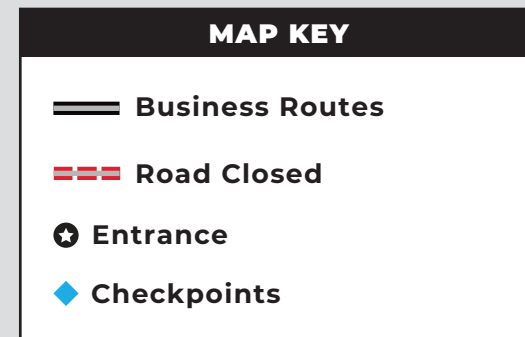 MAP KEY
Business Routes
Road Closed
Entrance
Checkpoints